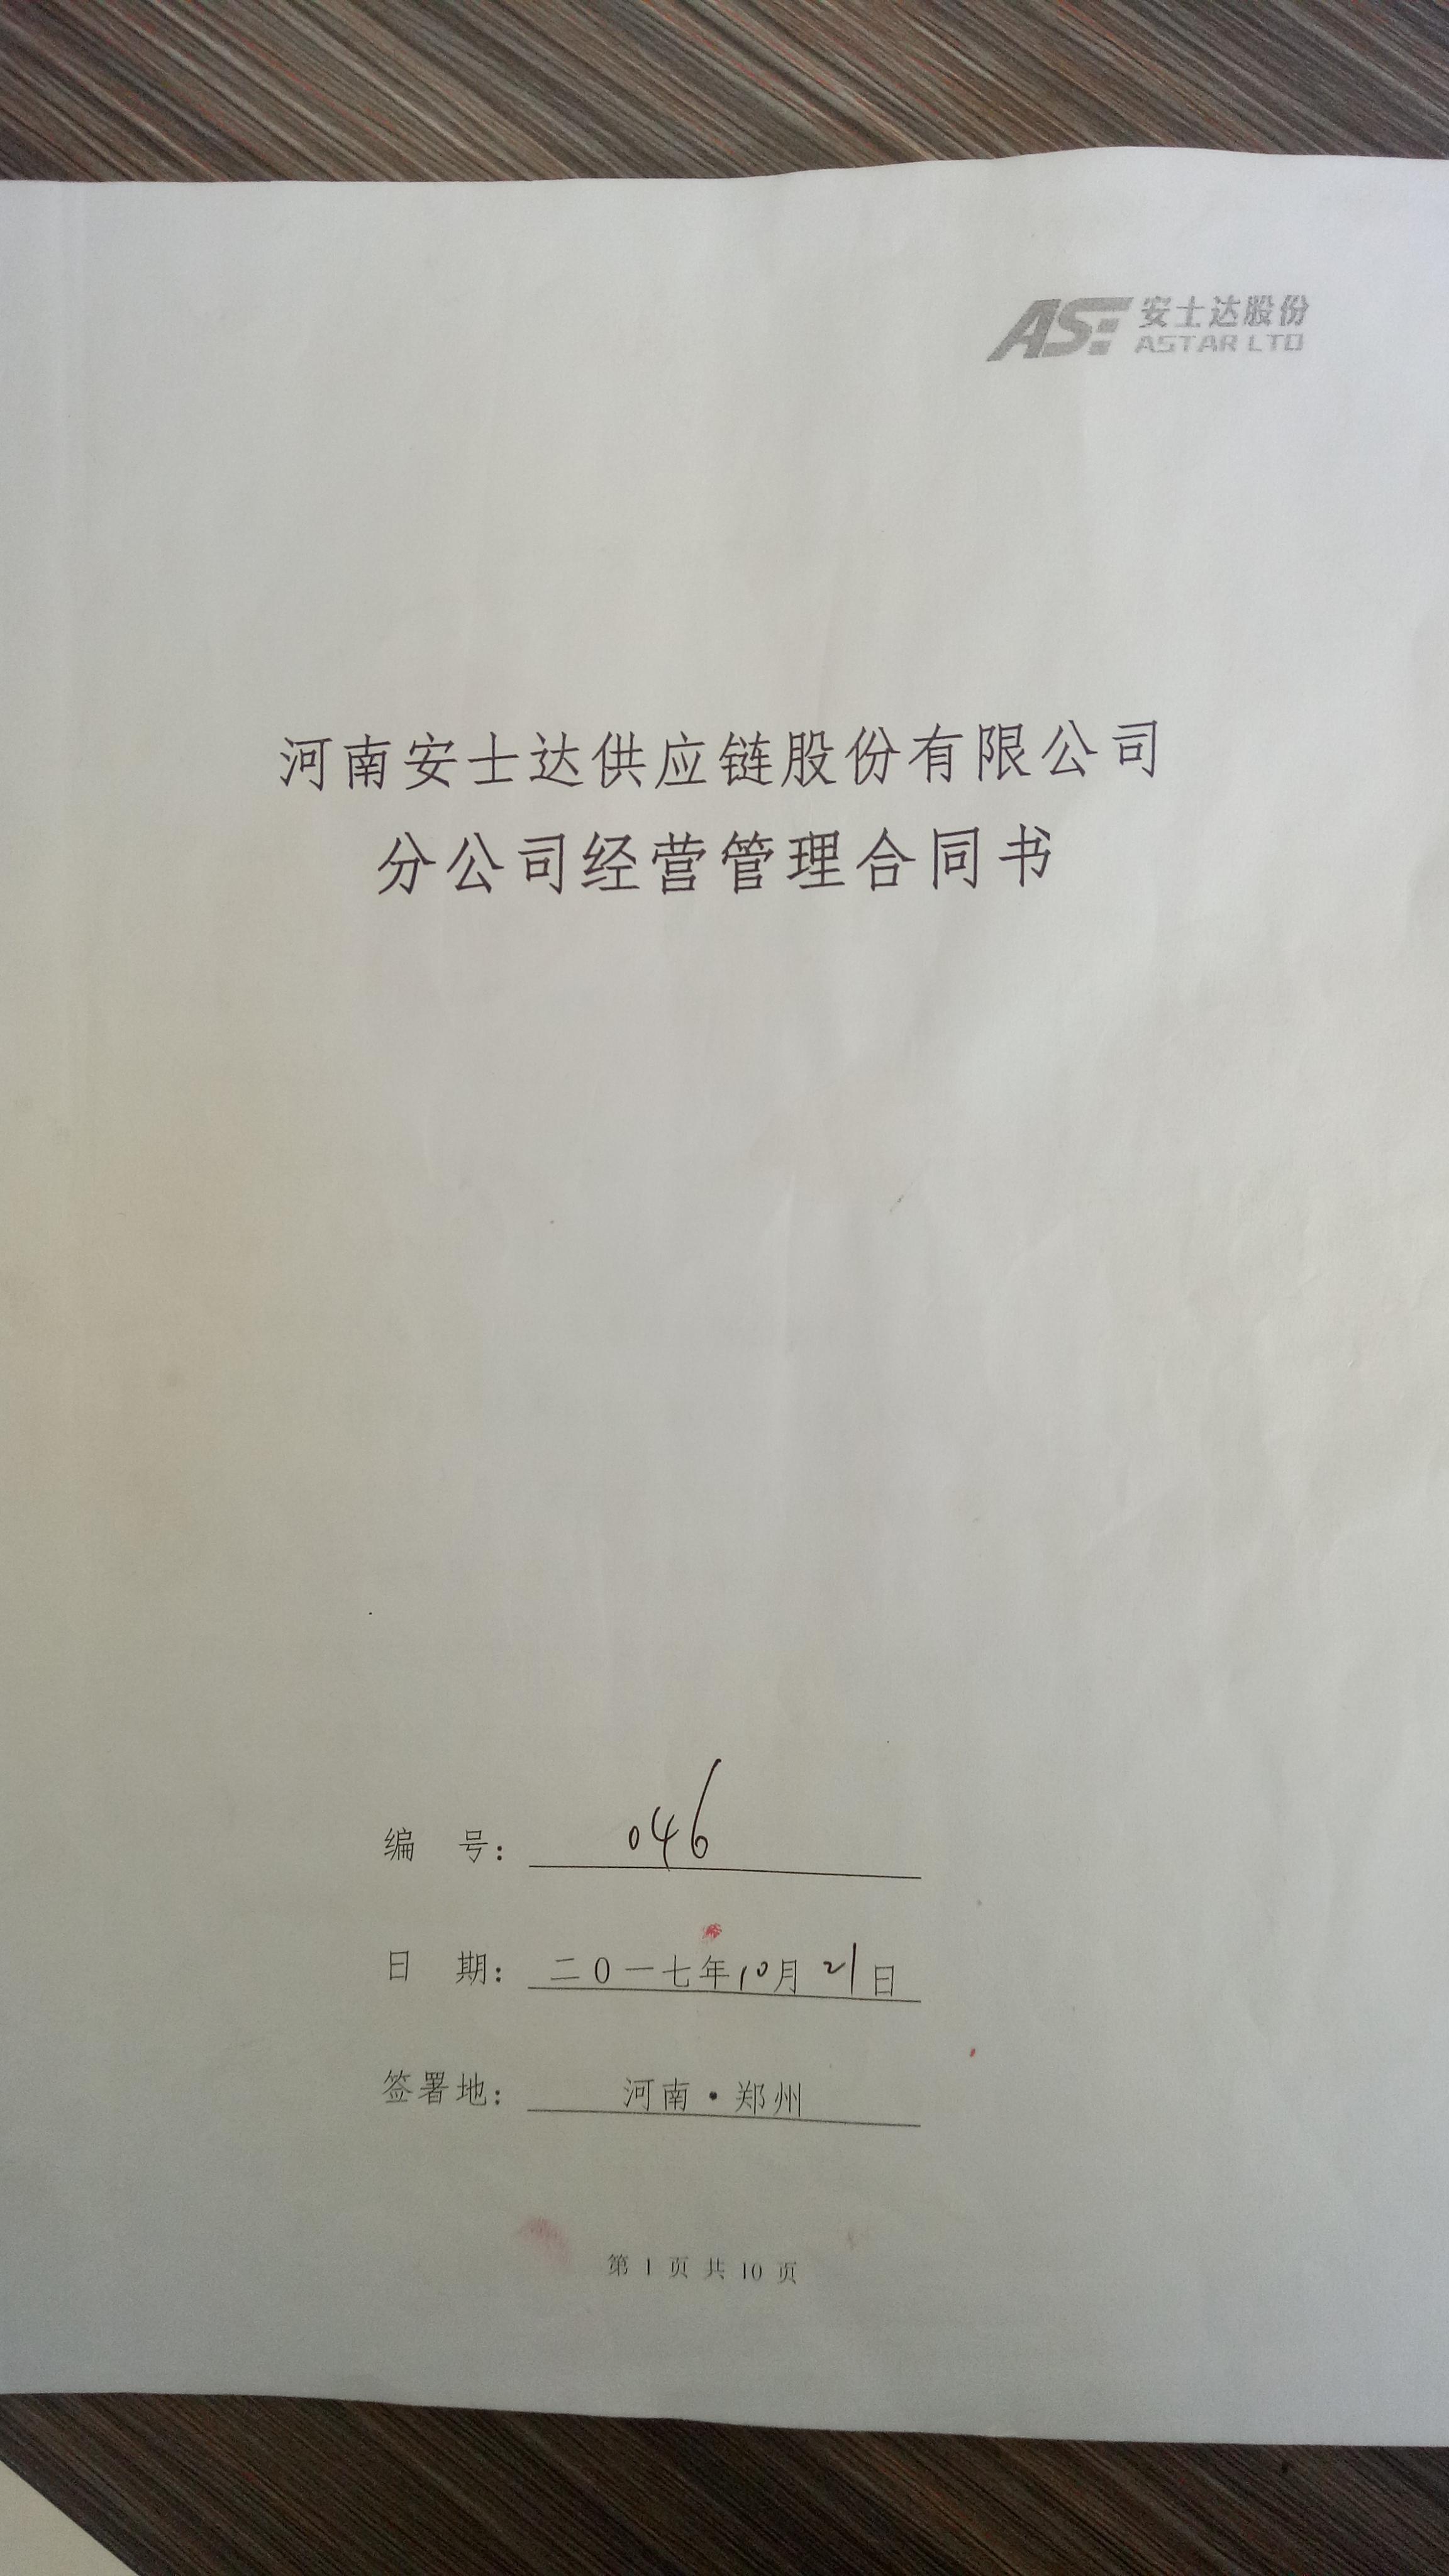 ASE 安士达股份
ASTAR LTD
河南安士达供应链股份有限公司
分公司经营管理合同书
编 号： 046
日 期： 二0一七年10月21日
签署地： 河南·郑州
第 1 页 共 10 页